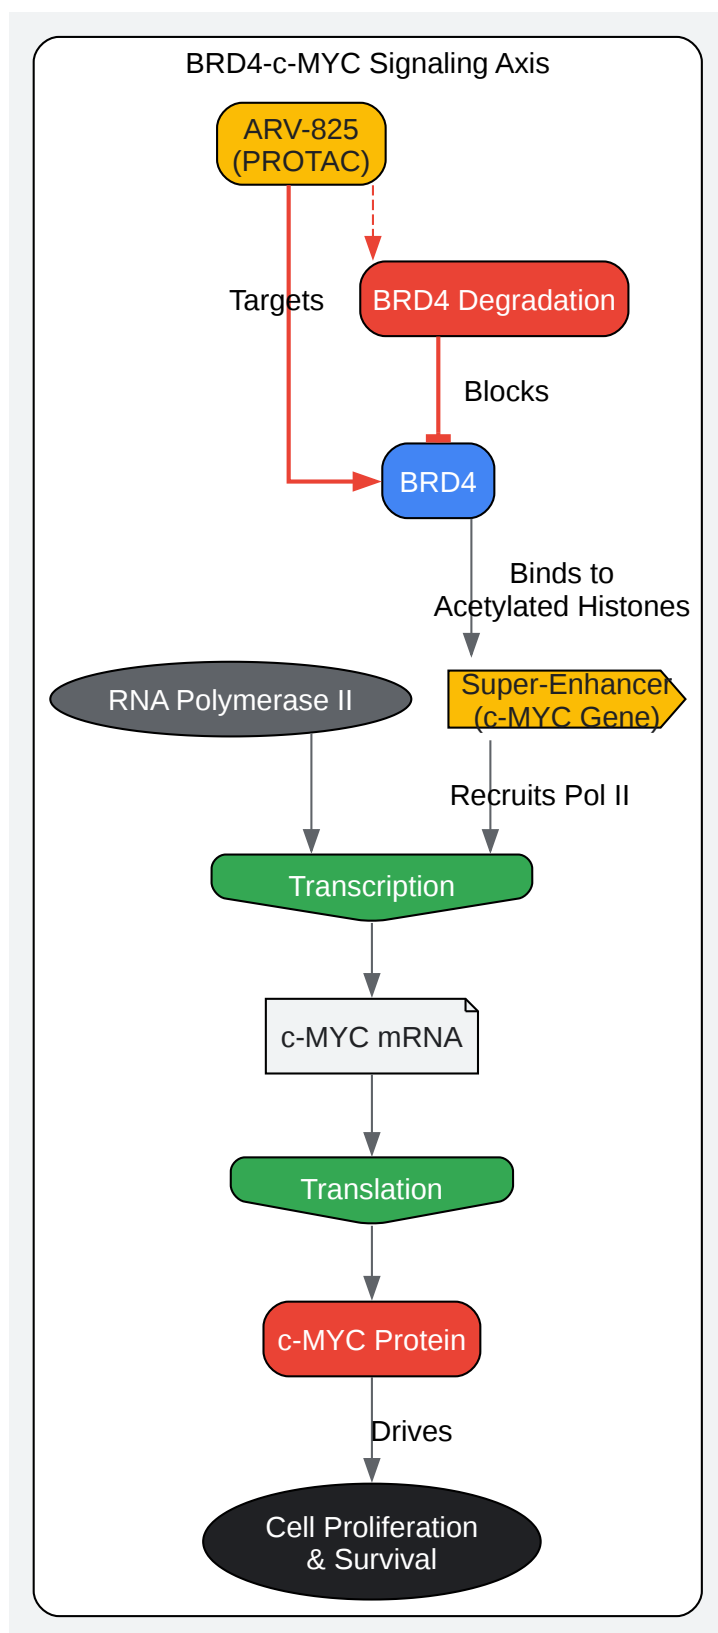 BRD4-c-MYC Signaling Axis
ARV-825
(PROTAC)
Targets
BRD4 Degradation
Blocks
BRD4
Binds to
Acetylated Histones
RNA Polymerase II
Super-Enhancer
(c-MYC Gene)
Recruits Pol II
Transcription
c-MYC mRNA
Translation
c-MYC Protein
Drives
Cell Proliferation
& Survival